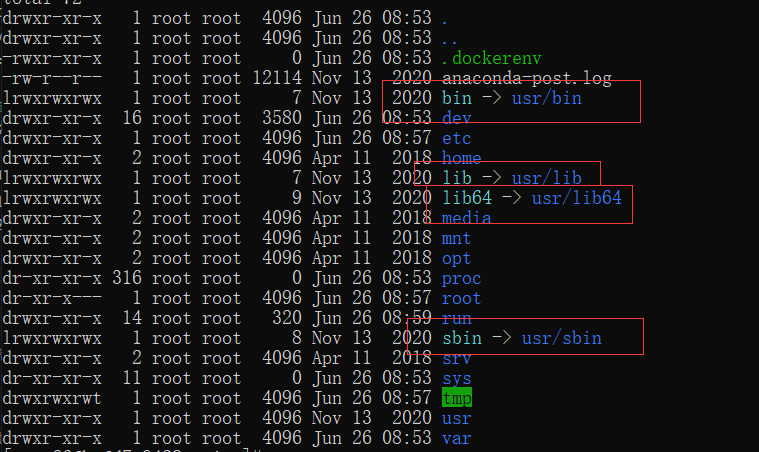 drwxr-xr-x 1 root root 4096 Jun 26 08:53 .
drwxr-xr-x 1 root root 4096 Jun 26 08:53 ..
-rwxr-xr-x 1 root root 0 Jun 26 08:53 .dockerenv
-rw-r--r-- 1 root root 12114 Nov 13 2020 anaconda-post.log
lrwxrwxrwx 1 root root 7 Nov 13 2020 bin -> usr/bin
drwxr-xr-x 16 root root 3580 Jun 26 08:53 dev
drwxr-xr-x 1 root root 4096 Jun 26 08:57 etc
drwxr-xr-x 2 root root 4096 Apr 11 2018 home
lrwxrwxrwx 1 root root 7 Nov 13 2020 lib -> usr/lib
lrwxrwxrwx 1 root root 9 Nov 13 2020 lib64 -> usr/lib64
drwxr-xr-x 2 root root 4096 Apr 11 2018 media
drwxr-xr-x 2 root root 4096 Apr 11 2018 mnt
drwxr-xr-x 2 root root 4096 Apr 11 2018 opt
dr-xr-xr-x 316 root root 0 Jun 26 08:53 proc
dr-xr-x--- 1 root root 4096 Jun 26 08:57 root
drwxr-xr-x 14 root root 320 Jun 26 08:59 run
lrwxrwxrwx 1 root root 8 Nov 13 2020 sbin -> usr/sbin
drwxr-xr-x 2 root root 4096 Apr 11 2018 srv
dr-xr-xr-x 11 root root 0 Jun 26 08:53 sys
drwxrwxrwt 1 root root 4096 Jun 26 08:57 tmp
drwxr-xr-x 1 root root 4096 Nov 13 2020 usr
drwxr-xr-x 1 root root 4096 Jun 26 08:53 var